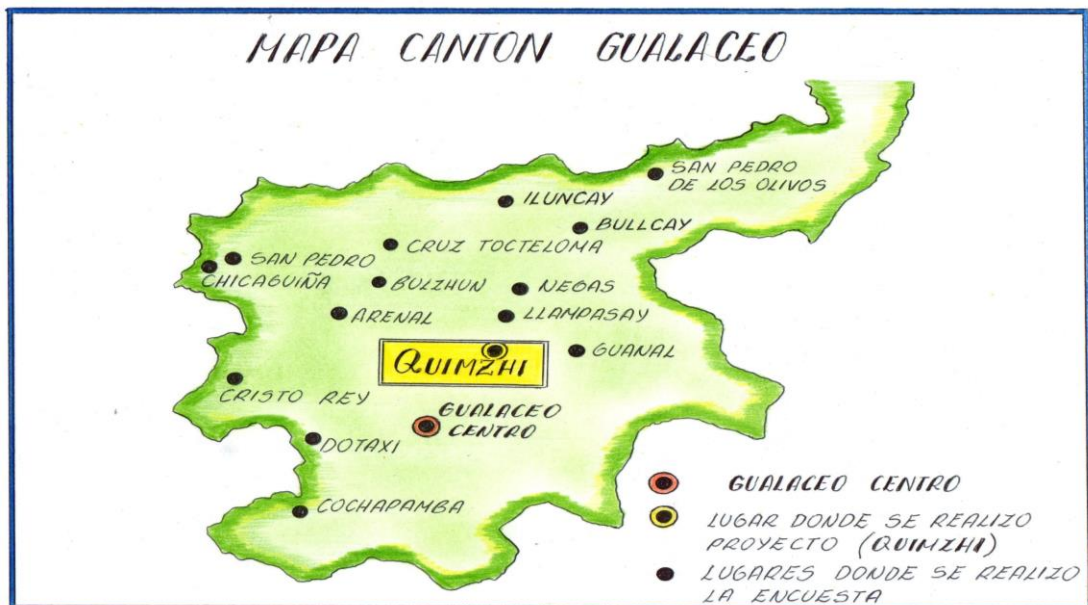 MAPA CANTON GUALACEO
SAN PEDRO
DE LOS OLIVOS
ILUNCAY
BULLCAY
CRUZ TOCTELOMA
SAN PEDRO
CHICAGUIÑA
BULZHUN
NEGAS
ARENAL
LLAMPASAY
QUIMZHI
GUANAL
CRISTO REY
GUALACEO
CENTRO
DOTAXI
COCHAPAMBA
GUALACEO CENTRO
LUGAR DONDE SE REALIZO
PROYECTO (QUIMZHI)
LUGARES DONDE SE REALIZO
LA ENCUESTA